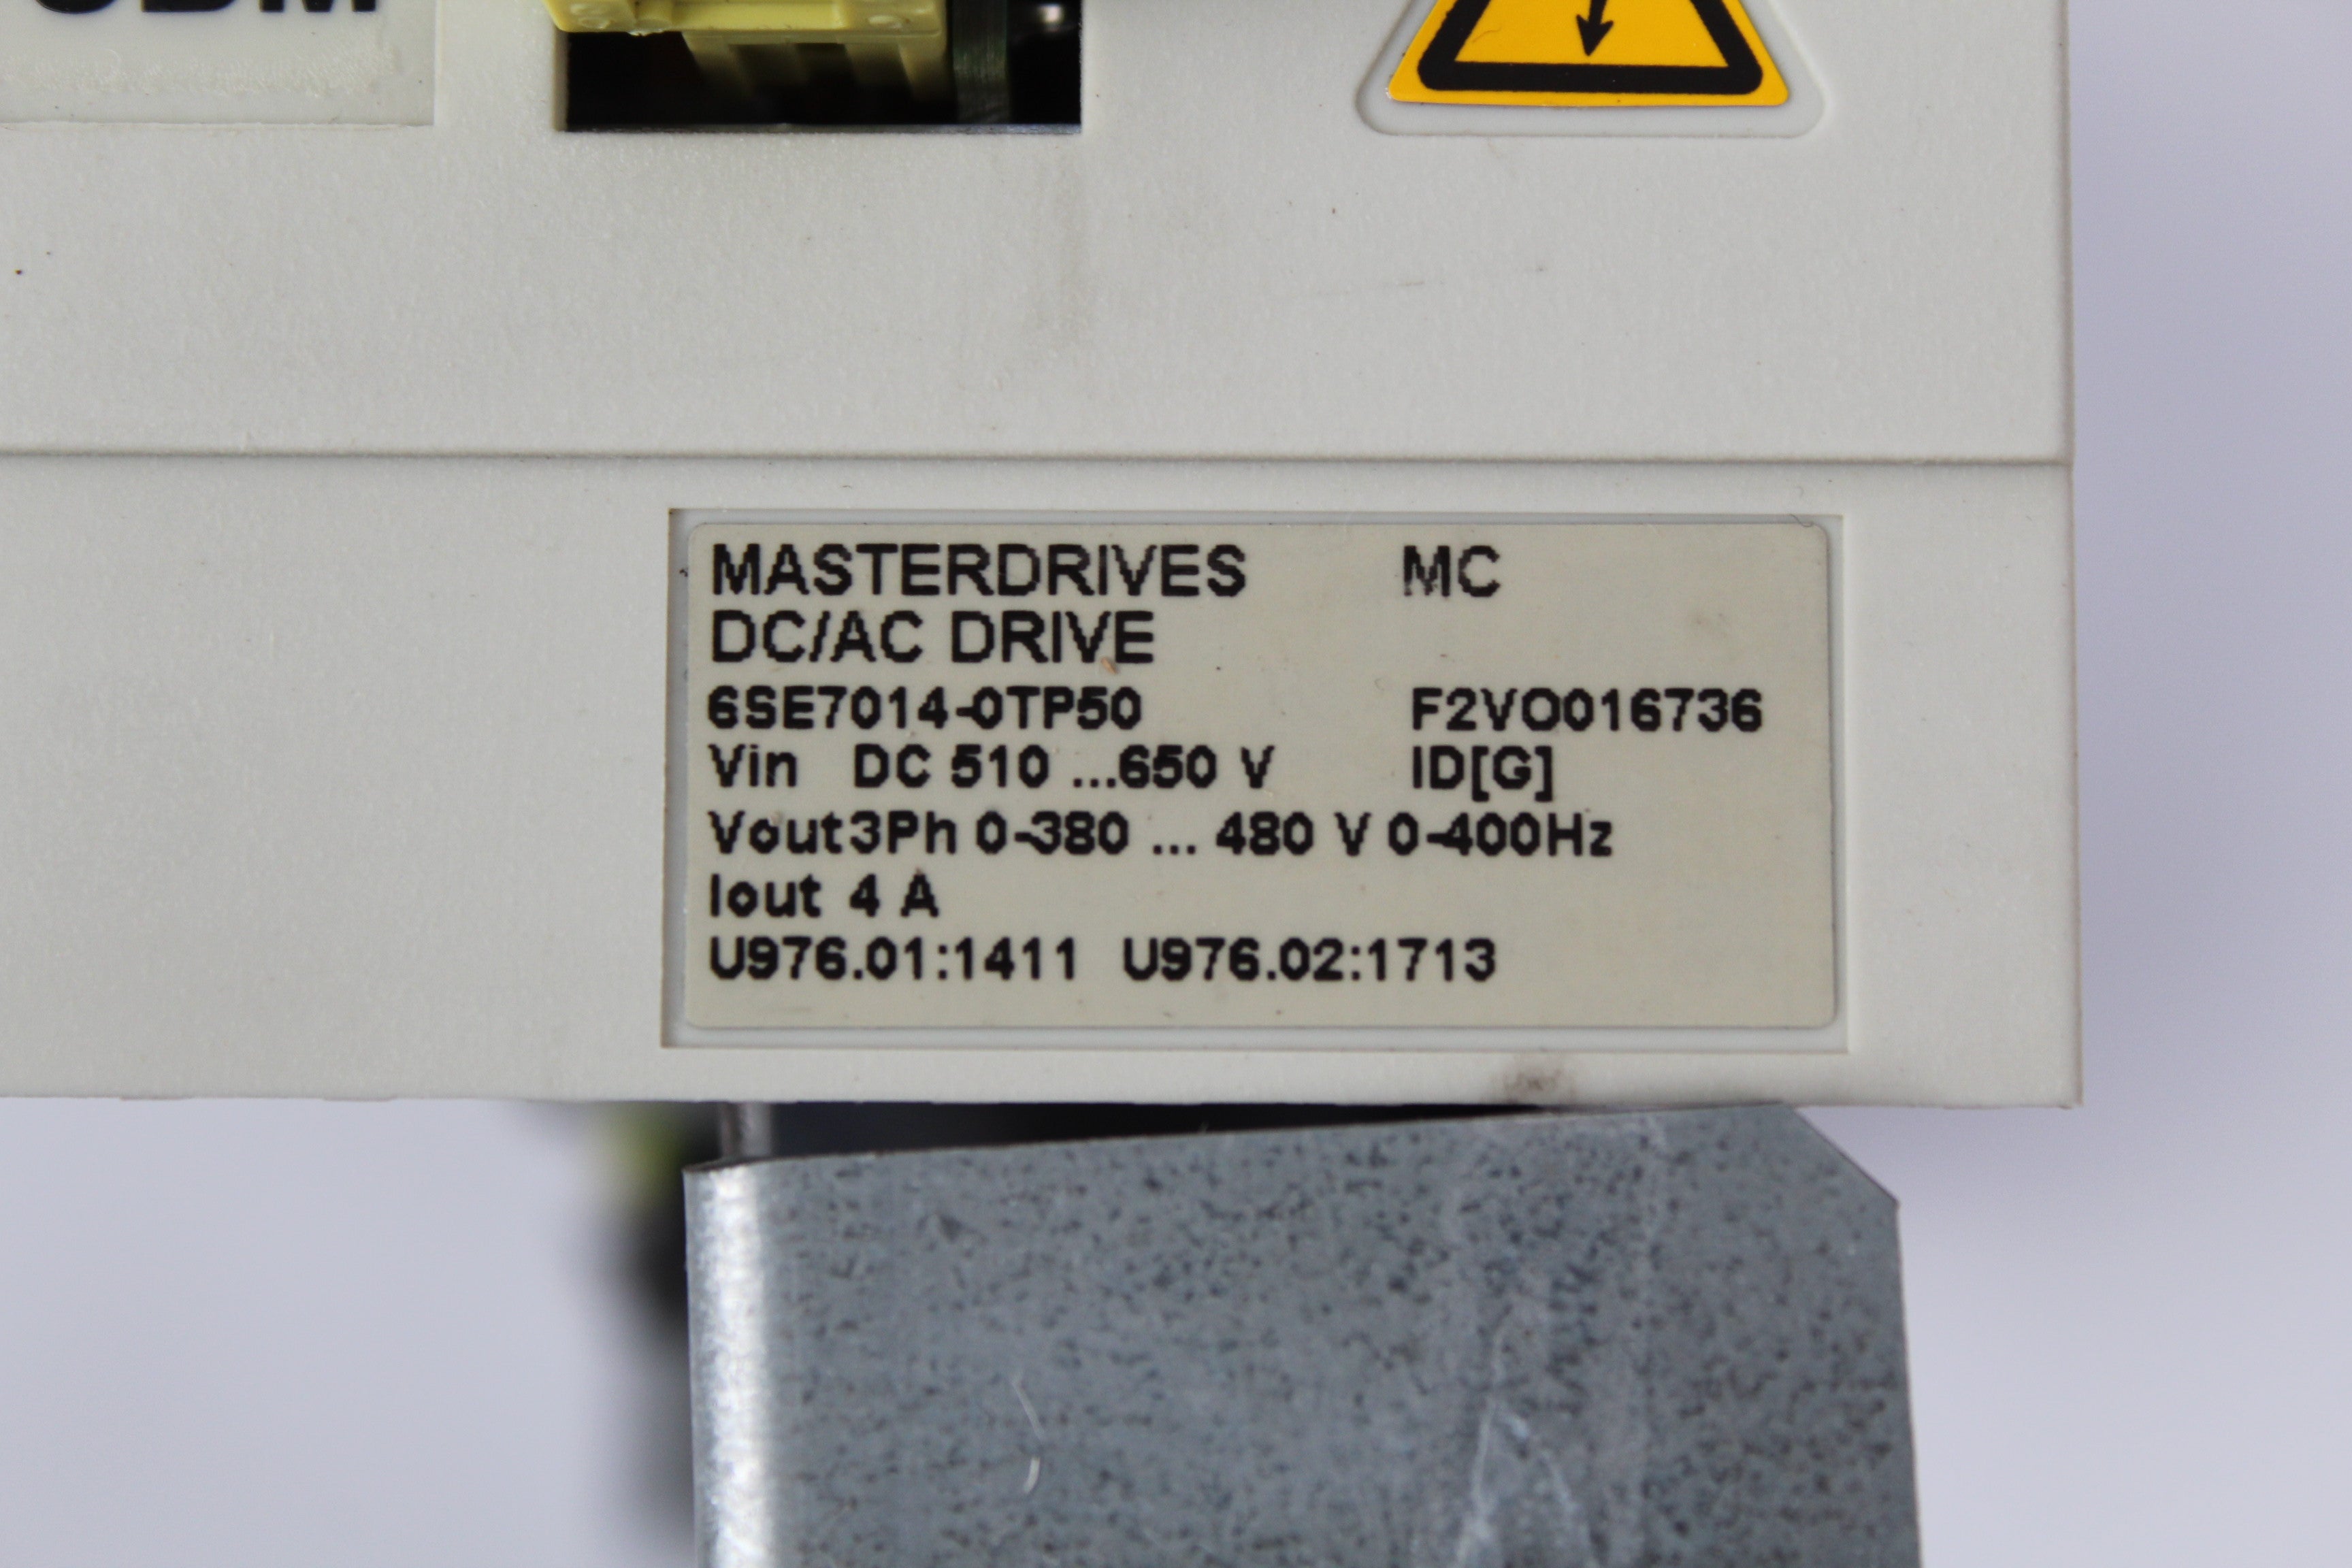 MASTERDRIVES MC
DC/AC DRIVE
6SE7014-0TP50 F2VO016736
Vin DC 510 ...650 V ID[G]
Vout3Ph 0-380 ... 480 V 0-400Hz
Iout 4 A
U976.01:1411 U976.02:1713